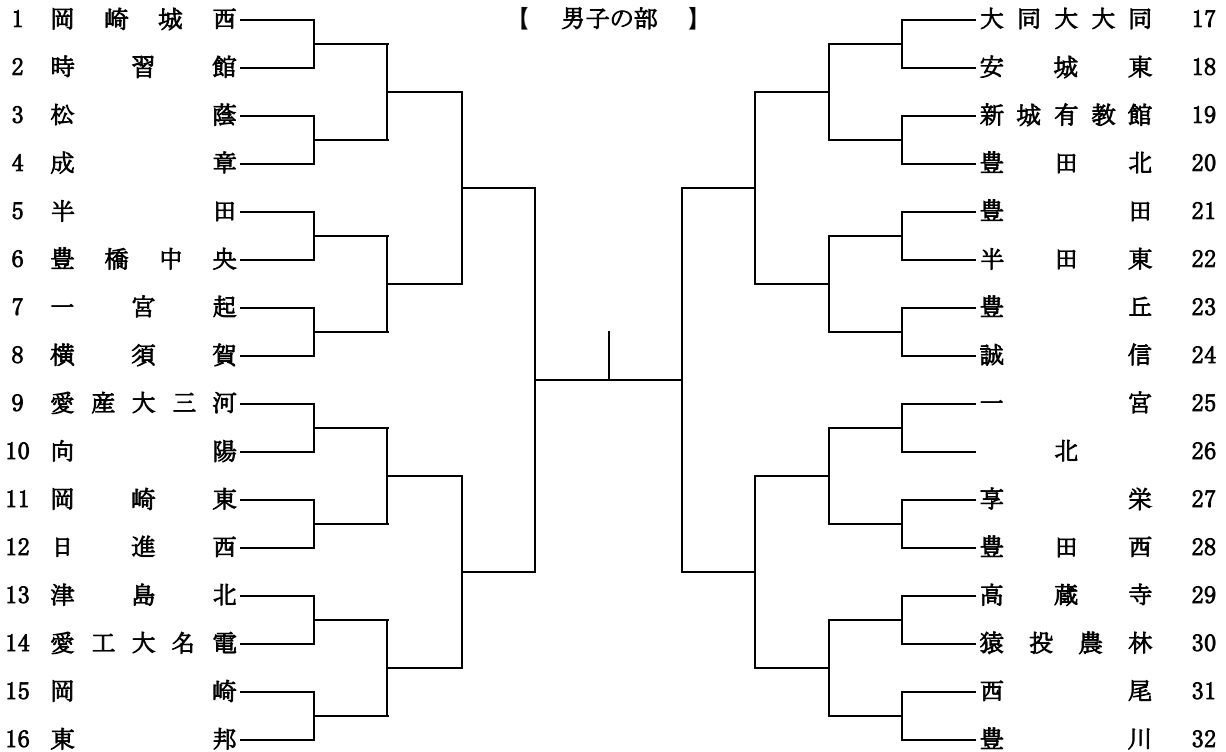 【 男子の部 】
1 岡崎城西
2 時習館
3 松蔭
4 成章
5 半田
6 豊橋中央
7 一宮起
8 横須賀
9 愛産大三河
10 向陽
11 岡崎東
12 日進西
13 津島北
14 愛工大名電
15 岡崎
16 東邦
大同大大同 17
安城東 18
新城有教館 19
豊田北 20
豊田 21
半田東 22
豊丘 23
誠信 24
一宮 25
北 26
享栄 27
豊田西 28
高蔵寺 29
猿投農林 30
西尾 31
豊川 32